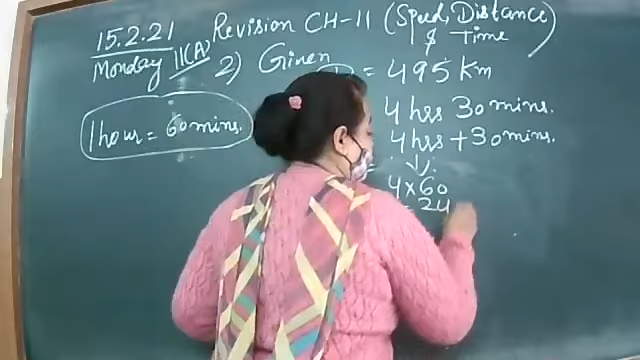 15.2.21 Revision CH-11 (Speed, Distance
Monday 11(A) & Time)
2) Given
= 495 Km
1 hour = 60 mins.
4 hrs 30 mins.
4 hrs + 30 mins.
=
4×60
= 24